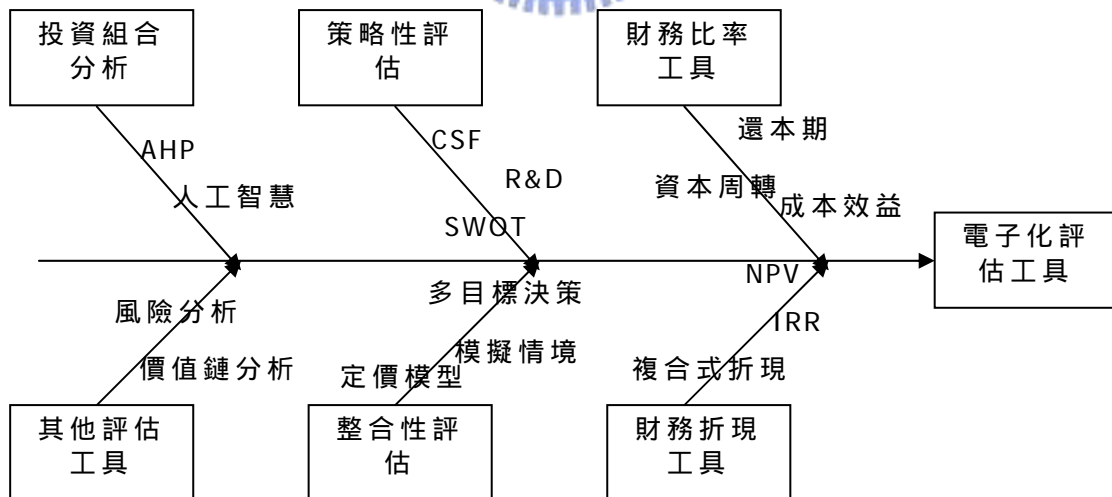 投資組合
分析
策略性評
估
財務比率
工具
AHP
人工智慧
CSF
R&D
SWOT
還本期
資本周轉
成本效益
電子化評
估工具
風險分析
價值鏈分析
多目標決策
模擬情境
定價模型
NPV
IRR
複合式折現
其他評估
工具
整合性評
估
財務折現
工具